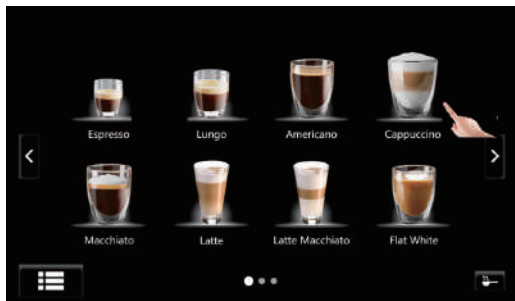 Espresso
Lungo
Americano
Cappuccino
Macchiato
Latte
Latte Macchiato
Flat White